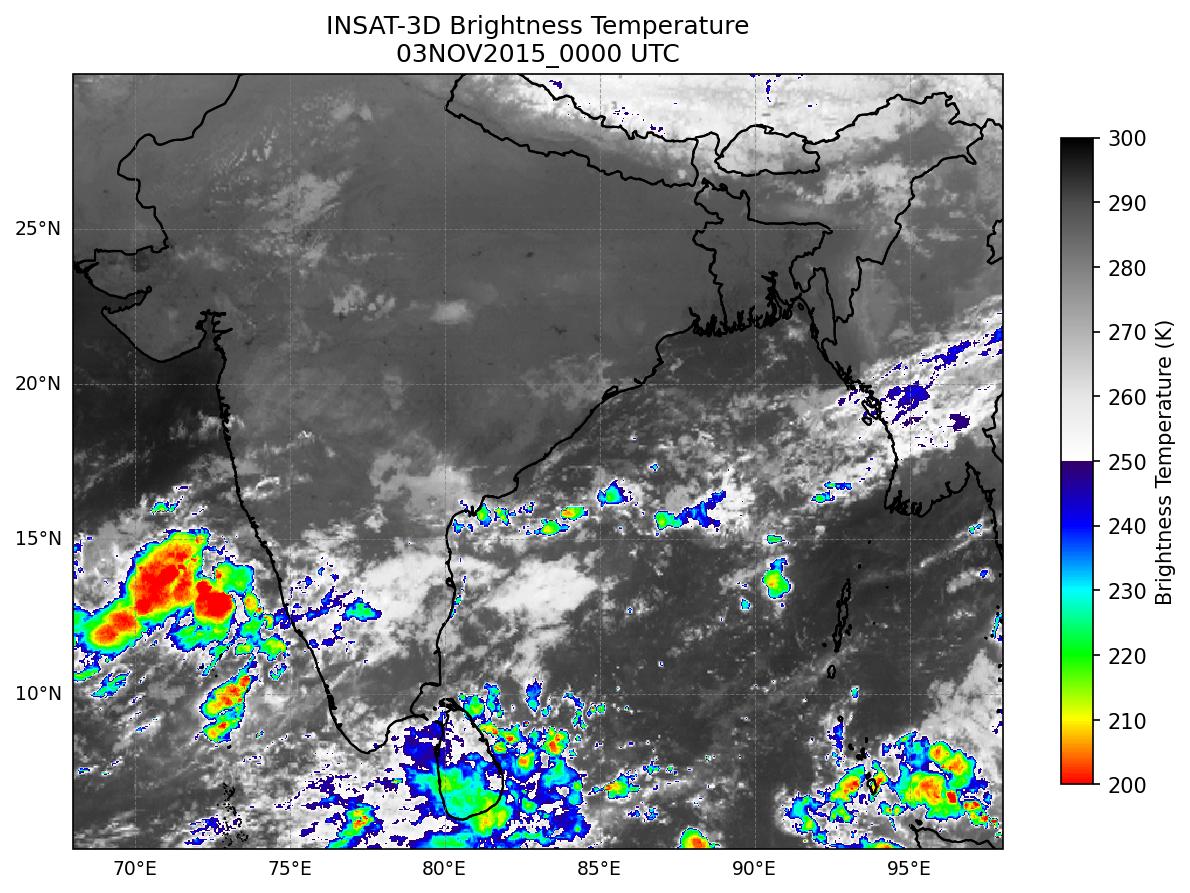 INSAT-3D Brightness Temperature
03NOV2015_0000 UTC
25°N
20°N
15°N
10°N
70°E
75°E
80°E
85°E
90°E
95°E
300
290
280
270
260
250
240
230
220
210
200
Brightness Temperature (K)